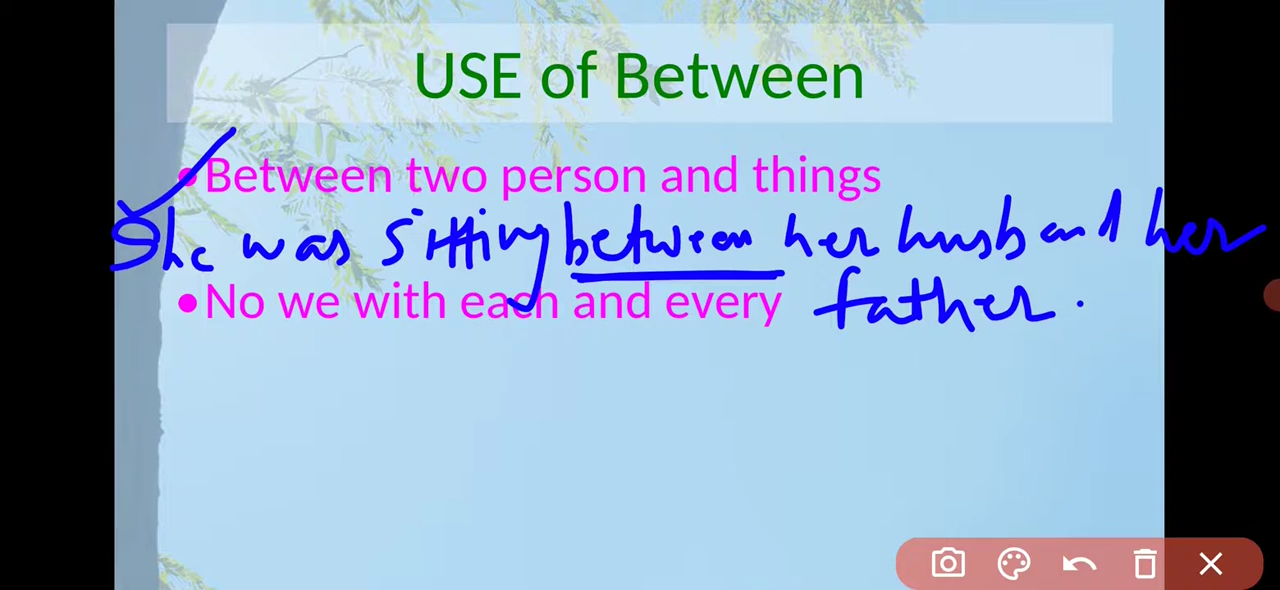 USE of Between
•Between two person and things
She was sitting between her husband her
•No we with each and every
father.